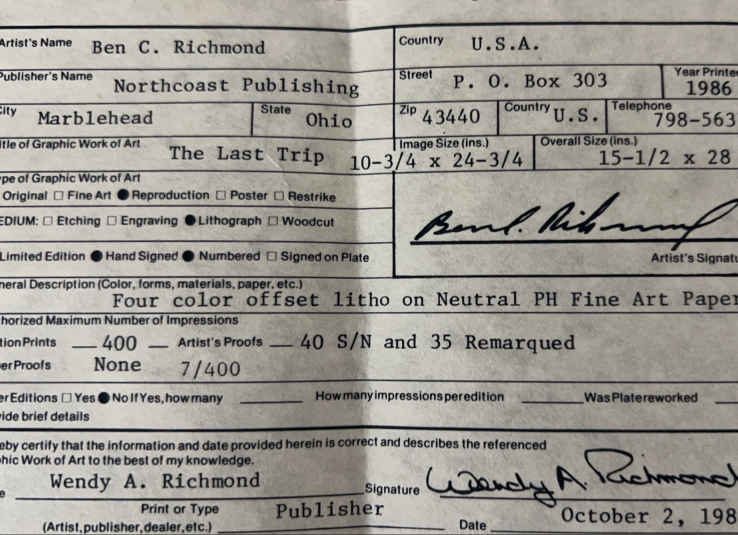 Artist's Name Ben C. Richmond Country U.S.A.
Publisher's Name Northcoast Publishing Street P. O. Box 303 Year Printed 1986
City Marblehead State Ohio Zip 43440 Country U.S. Telephone 798-563
itle of Graphic Work of Art The Last Trip Image Size (ins.) 10-3/4 x 24-3/4 Overall Size (ins.) 15-1/2 x 28
pe of Graphic Work of Art
Original □ Fine Art ● Reproduction □ Poster □ Restrike
EDIUM: □ Etching □ Engraving ● Lithograph □ Woodcut
Ben C. Richmond
Limited Edition ● Hand Signed ● Numbered □ Signed on Plate Artist's Signatu
neral Description (Color, forms, materials, paper, etc.)
Four color offset litho on Neutral PH Fine Art Paper
horized Maximum Number of Impressions
tion Prints 400 Artist's Proofs 40 S/N and 35 Remarqued
er Proofs None 7/400
er Editions □ Yes ● No If Yes, how many How many impressions per edition Was Plate reworked
vide brief details
eby certify that the information and date provided herein is correct and describes the referenced
hic Work of Art to the best of my knowledge.
e Wendy A. Richmond Signature Wendy A. Richmond
Print or Type Publisher October 2, 198
(Artist, publisher, dealer, etc.) Date